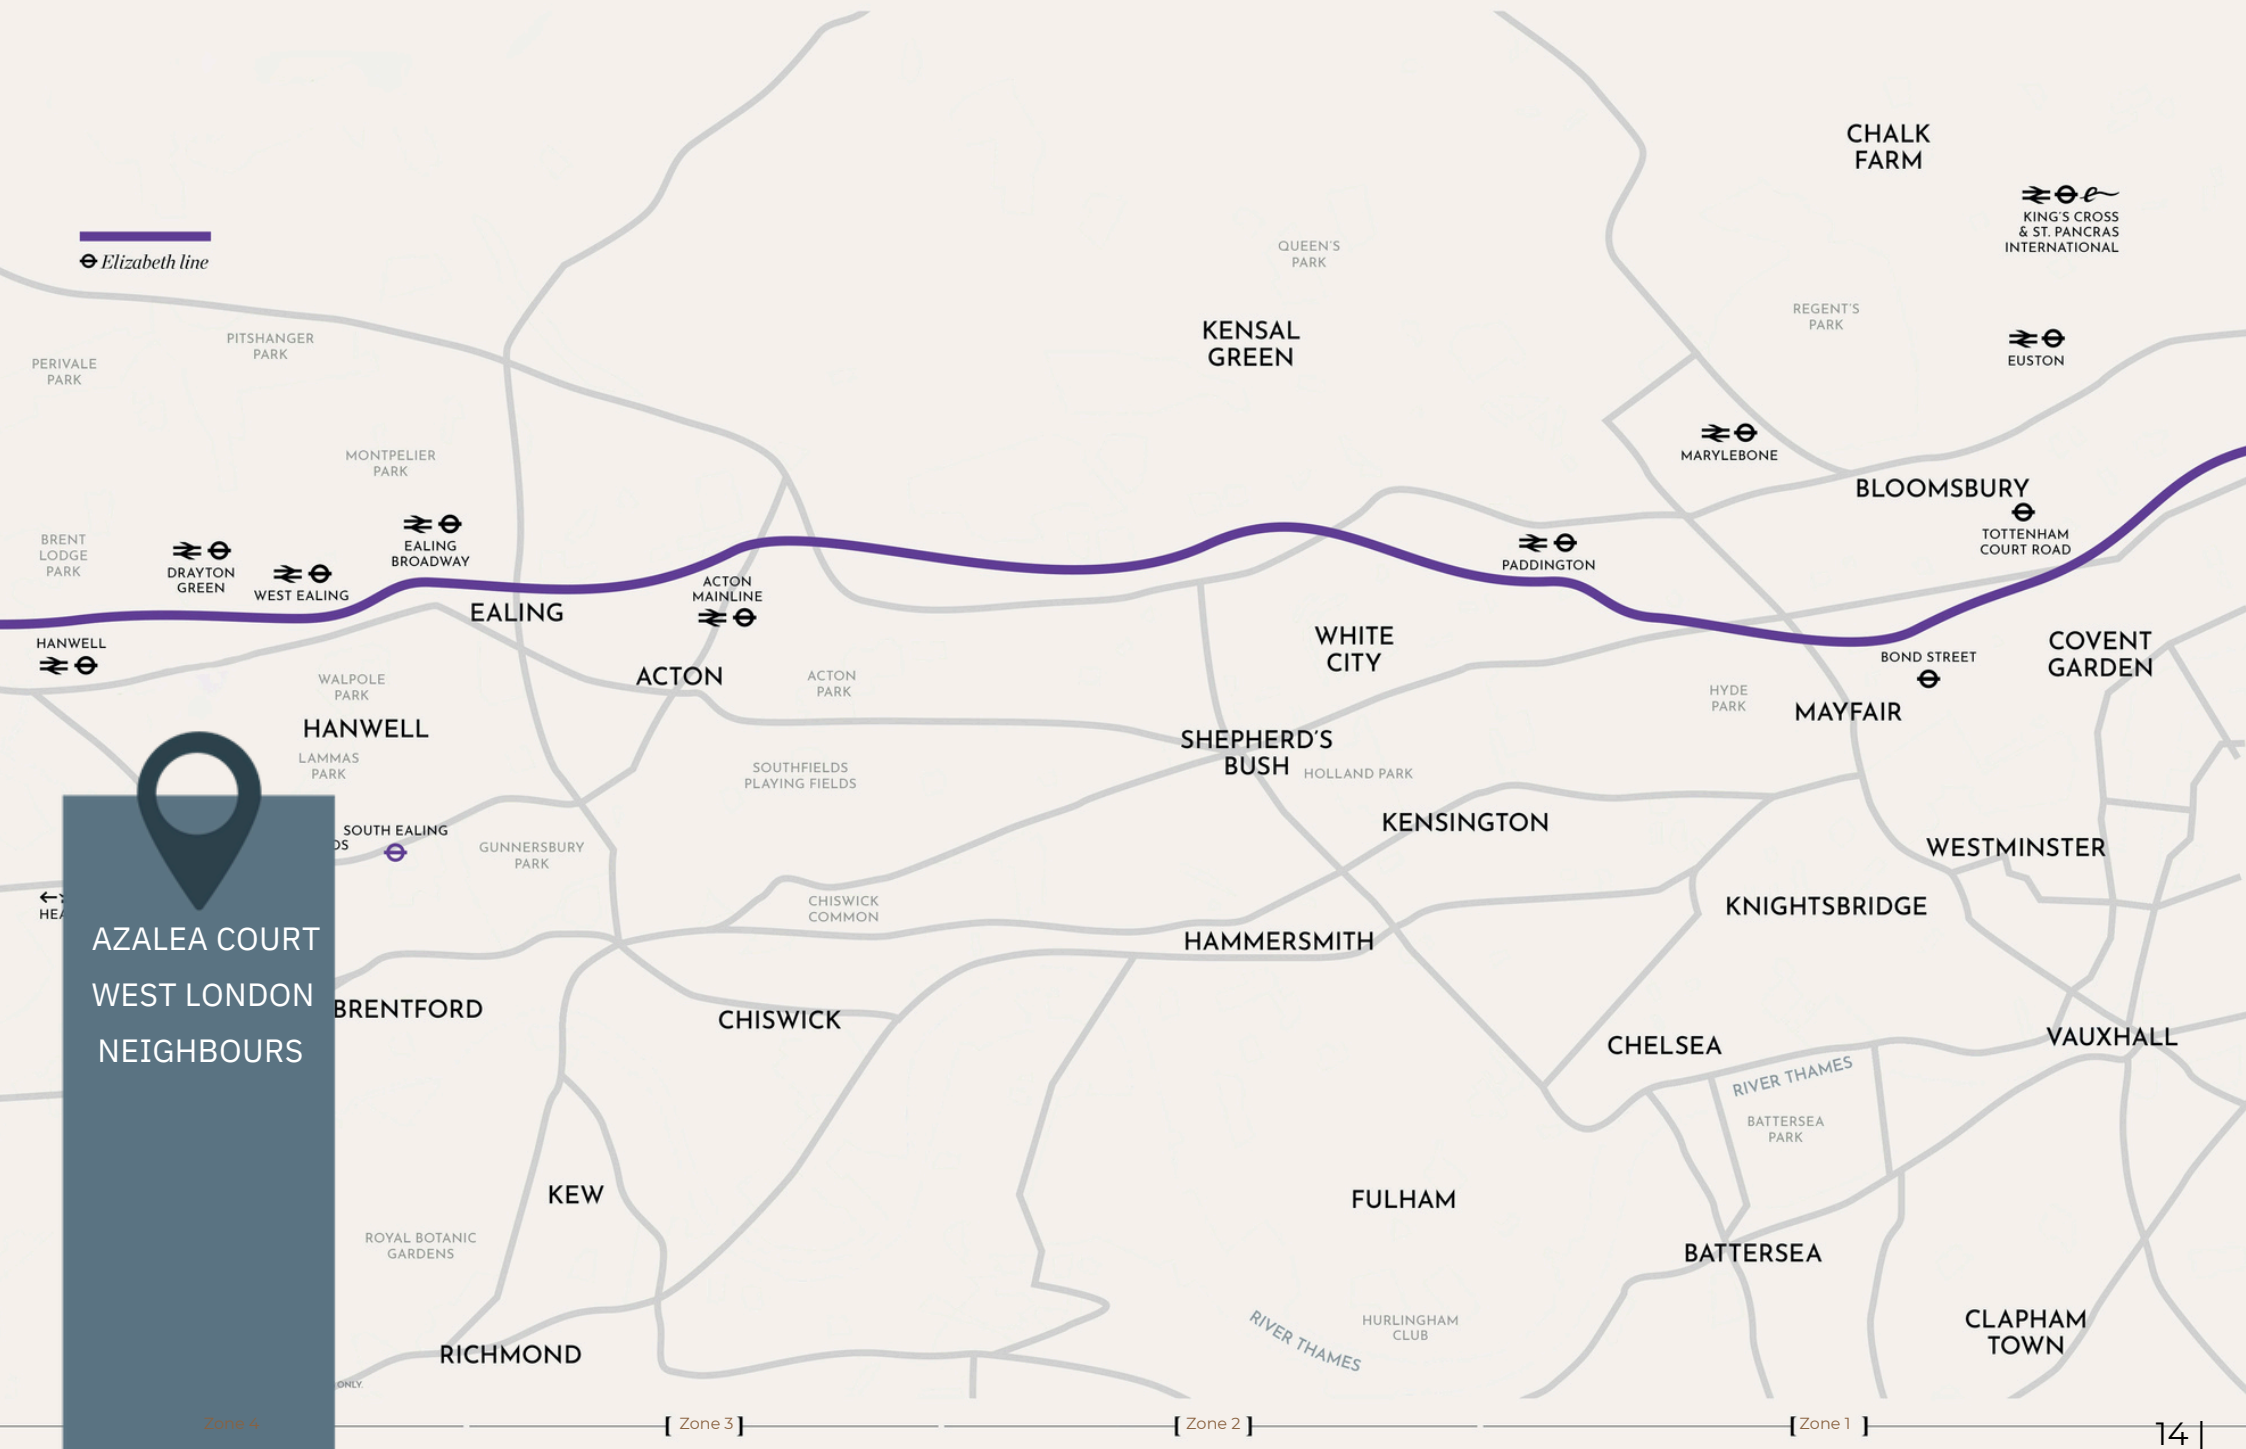 CHALK
FARM
KING'S CROSS
& ST. PANCRAS
INTERNATIONAL
Elizabeth line
QUEEN'S
PARK
REGENT'S
PARK
PITSHANGER
PARK
KENSAL
GREEN
EUSTON
PERIVALE
PARK
MONTPELIER
PARK
MARYLEBONE
BLOOMSBURY
TOTTENHAM
COURT ROAD
BRENT
LODGE
PARK
DRAYTON
GREEN
WEST EALING
EALING
BROADWAY
ACTON
MAINLINE
PADDINGTON
EALING
HANWELL
WHITE
CITY
BOND STREET
COVENT
GARDEN
WALPOLE
PARK
ACTON
ACTON
PARK
HYDE
PARK
MAYFAIR
HANWELL
LAMMAS
PARK
SOUTHFIELDS
PLAYING FIELDS
SHEPHERD'S
BUSH
HOLLAND PARK
KENSINGTON
SOUTH EALING
DS
GUNNERSBURY
PARK
WESTMINSTER
CHISWICK
COMMON
KNIGHTSBRIDGE
HEA
HAMMERSMITH
AZALEA COURT
WEST LONDON
NEIGHBOURS
BRENTFORD
CHISWICK
CHELSEA
VAUXHALL
RIVER THAMES
BATTERSEA
PARK
KEW
FULHAM
ROYAL BOTANIC
GARDENS
BATTERSEA
RIVER THAMES
HURLINGHAM
CLUB
CLAPHAM
TOWN
RICHMOND
ONLY.
Zone 4
[ Zone 3 ]
[ Zone 2 ]
[ Zone 1 ]
14 |